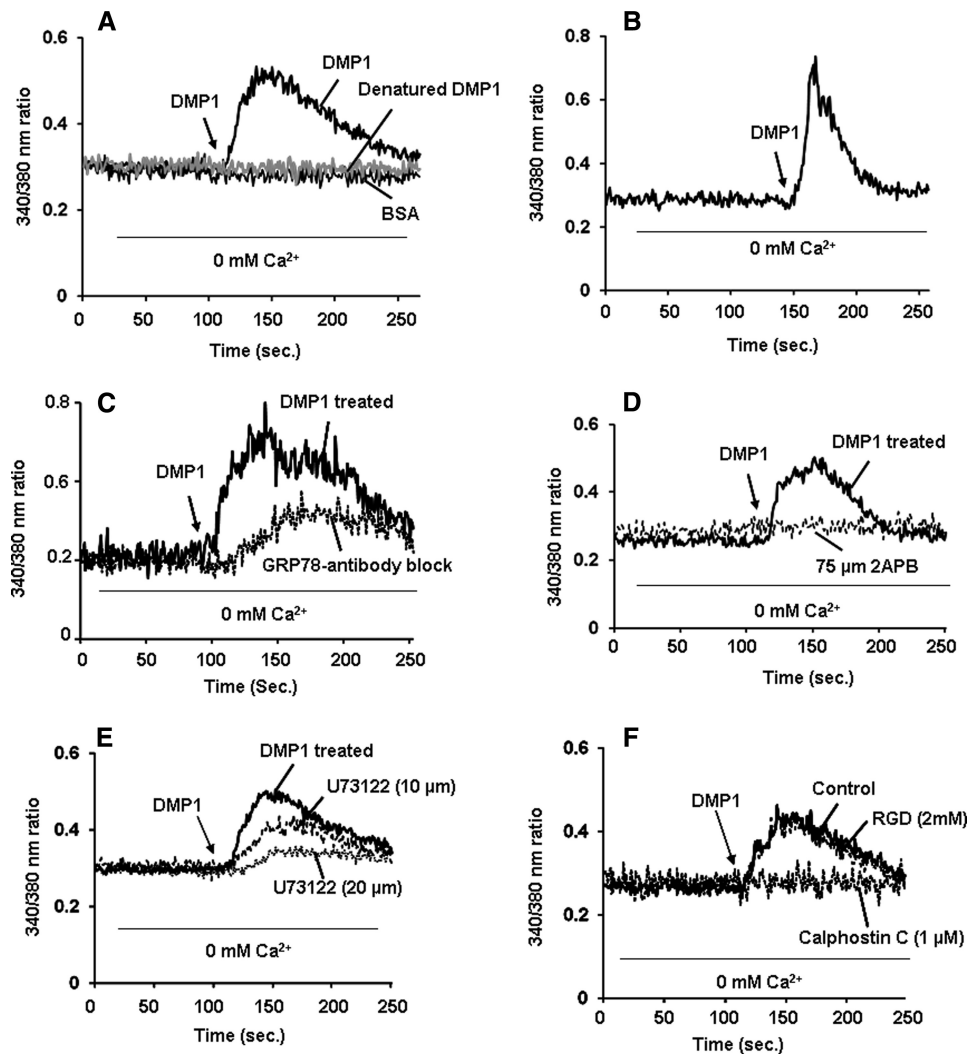 A
340/380 nm ratio
0.6
0.4
0.2
0
DMP1
DMP1
Denatured DMP1
BSA
0 mM Ca²⁺
0 50 100 150 200 250
Time (sec.)
B
340/380 nm ratio
0.8
0.6
0.4
0.2
DMP1
0 mM Ca²⁺
0 50 100 150 200 250
Time (sec.)
C
340/380 nm ratio
0.8
0.6
0.2
0
DMP1 treated
DMP1
GRP78-antibody block
0 mM Ca²⁺
0 50 100 150 200 250
Time (Sec.)
D
340/380 nm ratio
0.6
0.4
0.2
0
DMP1 treated
DMP1
75 µm 2APB
0 mM Ca²⁺
0 50 100 150 200 250
Time (sec.)
E
340/380 nm ratio
0.6
0.4
0.2
0
DMP1 treated
U73122 (10 µm)
DMP1
U73122 (20 µm)
0 mM Ca²⁺
0 50 100 150 200 250
Time (sec.)
F
340/380 nm ratio
0.6
0.4
0.2
0
Control
DMP1
RGD (2mM)
Calphostin C (1 µM)
0 mM Ca²⁺
0 50 100 150 200 250
Time (sec.)